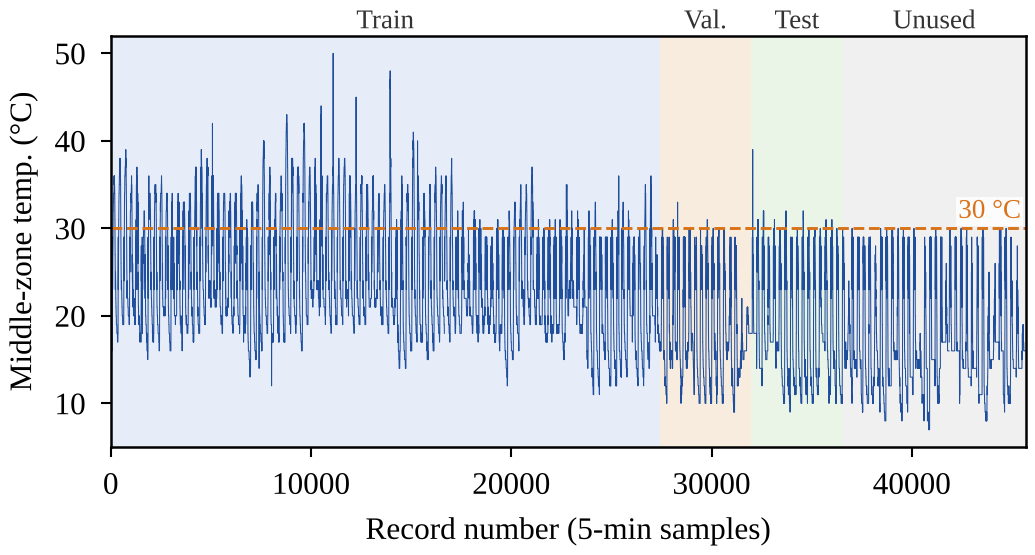 Train Val. Test Unused
50
40
30
20
10
30 °C
Middle-zone temp. (°C)
0 10000 20000 30000 40000
Record number (5-min samples)